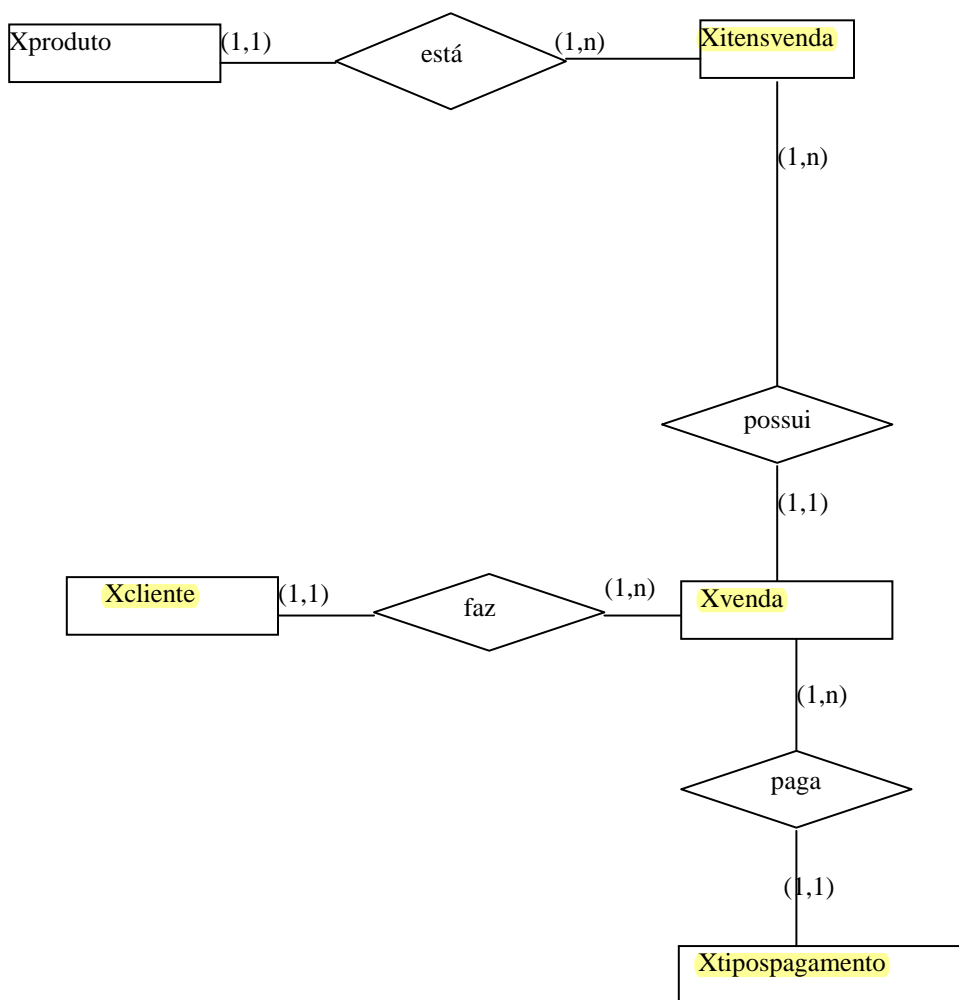 Xproduto
(1,1)
está
(1,n)
Xitensvenda
(1,n)
possui
(1,1)
Xcliente
(1,1)
faz
(1,n)
Xvenda
(1,n)
paga
(1,1)
Xtipospagamento